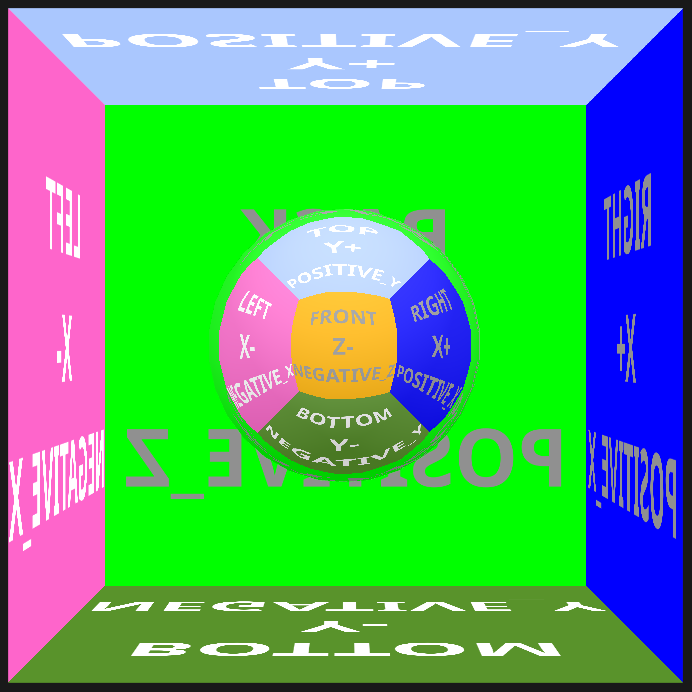 POSITIVE_Y
Y+
TOP
LEFT
X-
NEGATIVE_X
RIGHT
X+
POSITIVE_X
POSITIVE_Z
TOP
Y+
POSITIVE_Y
LEFT
X-
NEGATIVE_X
FRONT
Z-
NEGATIVE_Z
RIGHT
X+
POSITIVE_X
BOTTOM
Y-
NEGATIVE_Y
NEGATIVE_Y
Y-
BOTTOM